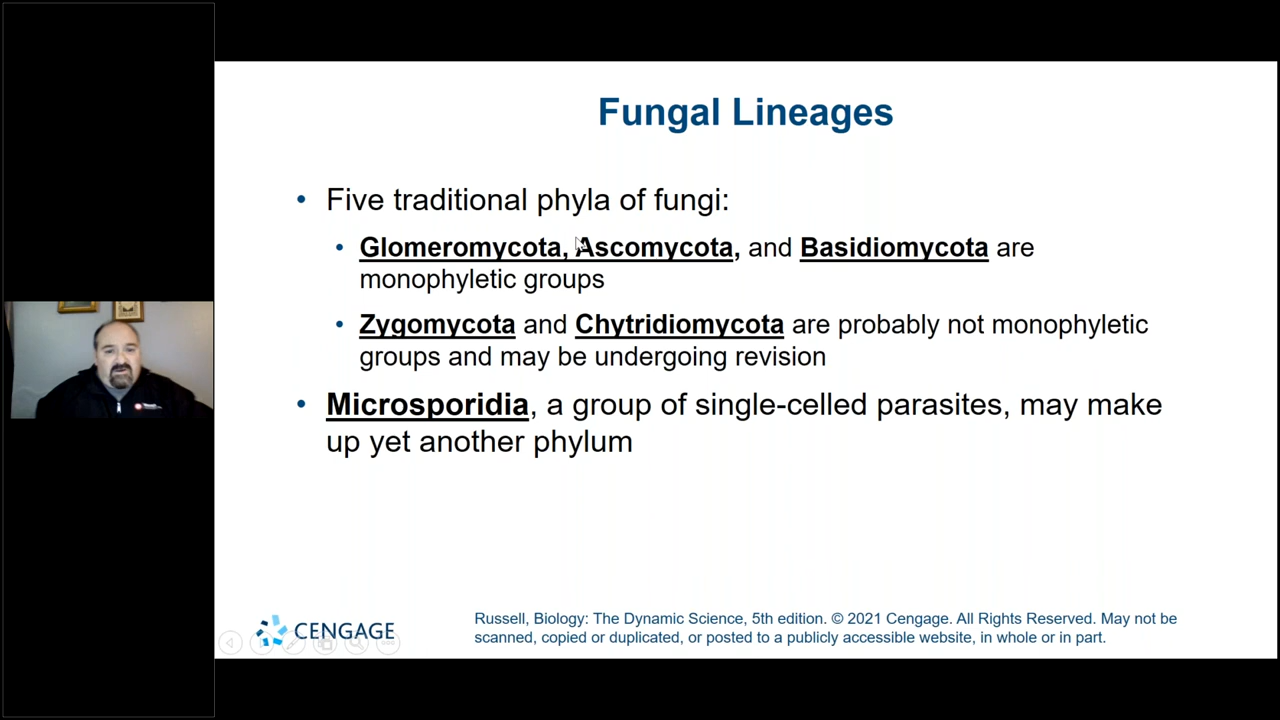 Fungal Lineages
• Five traditional phyla of fungi:
• Glomeromycota, Ascomycota, and Basidiomycota are
monophyletic groups
• Zygomycota and Chytridiomycota are probably not monophyletic
groups and may be undergoing revision
• Microsporidia, a group of single-celled parasites, may make
up yet another phylum
CENGAGE
Russell, Biology: The Dynamic Science, 5th edition. © 2021 Cengage. All Rights Reserved. May not be
scanned, copied or duplicated, or posted to a publicly accessible website, in whole or in part.